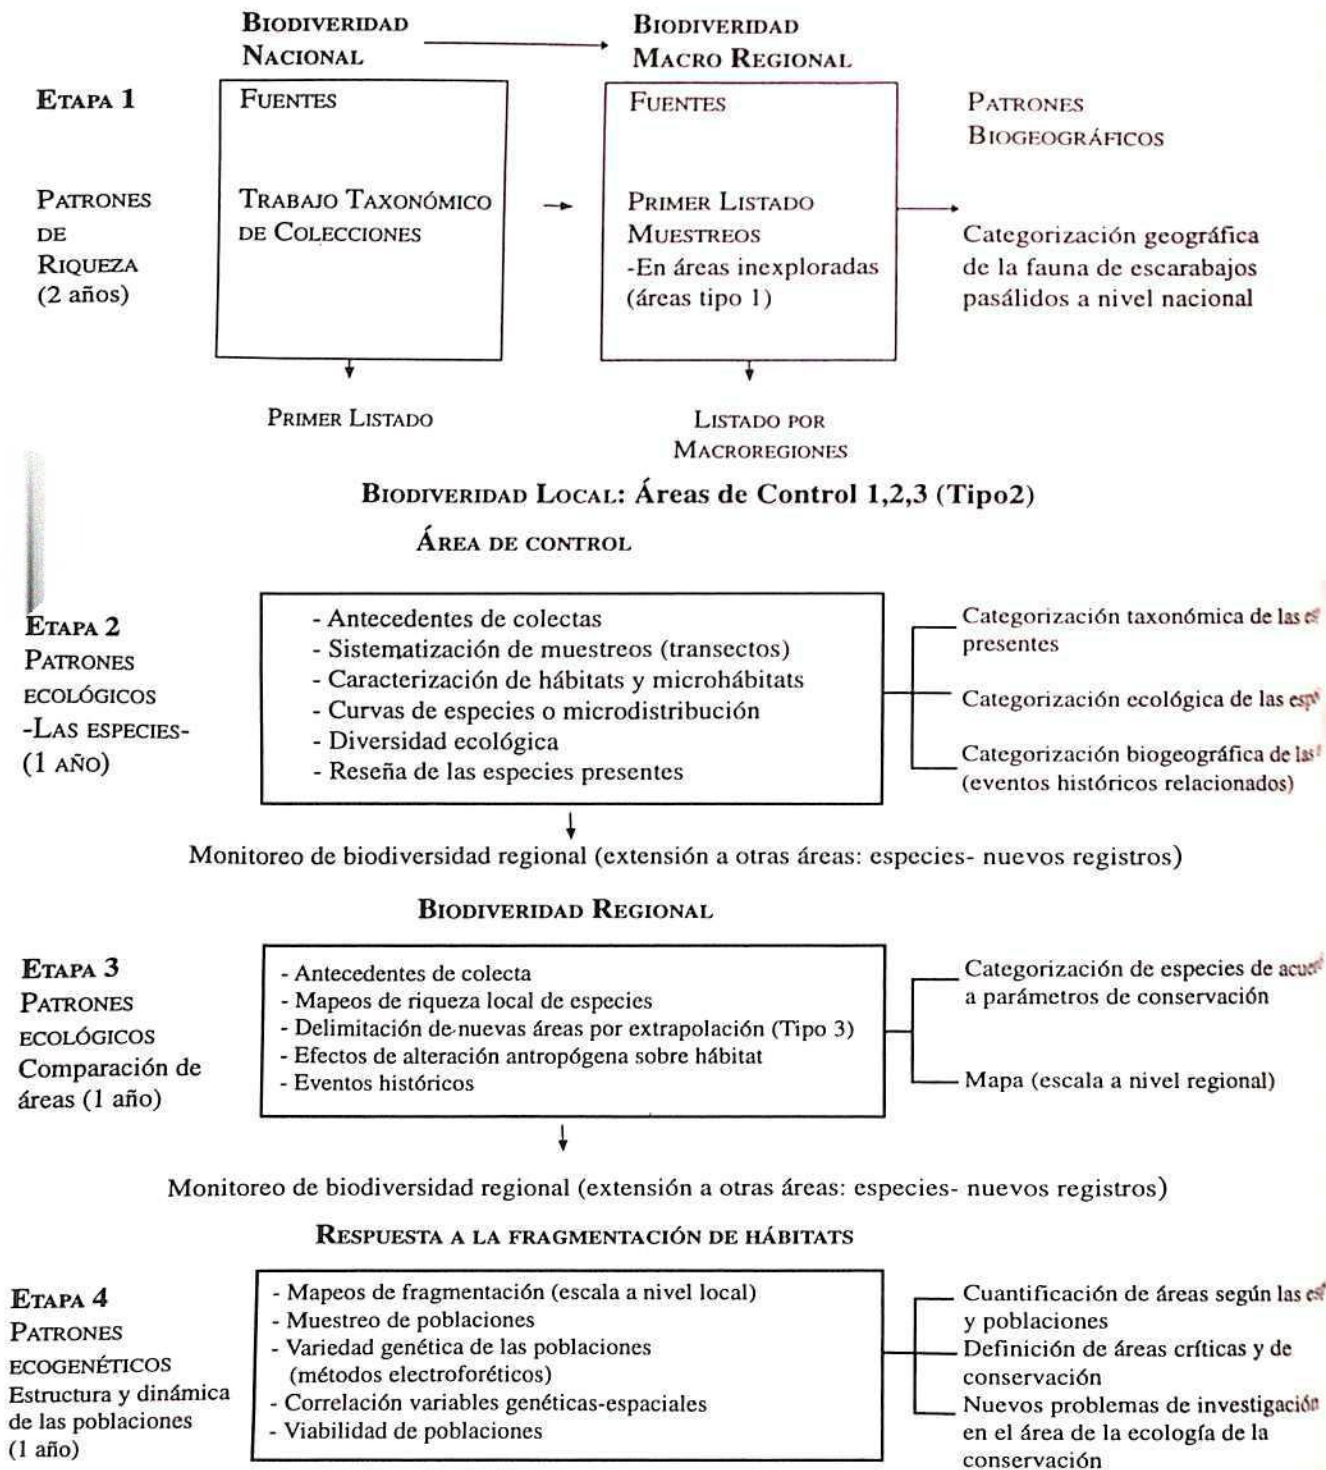 BIODIVERIDAD
NACIONAL
BIODIVERIDAD
MACRO REGIONAL
ETAPA 1
FUENTES
FUENTES
PATRONES
BIOGEOGRÁFICOS
PATRONES
DE
RIQUEZA
(2 años)
TRABAJO TAXONÓMICO
DE COLECCIONES
PRIMER LISTADO
MUESTREOS
-En áreas inexploradas
(áreas tipo 1)
Categorización geográfica
de la fauna de escarabajos
pasálidos a nivel nacional
PRIMER LISTADO
LISTADO POR
MACROREGIONES
BIODIVERIDAD LOCAL: Áreas de Control 1,2,3 (Tipo2)
ÁREA DE CONTROL
ETAPA 2
PATRONES
ECOLÓGICOS
-LAS ESPECIES-
(1 AÑO)
- Antecedentes de colectas
- Sistematización de muestreos (transectos)
- Caracterización de hábitats y microhábitats
- Curvas de especies o microdistribución
- Diversidad ecológica
- Reseña de las especies presentes
Categorización taxonómica de las
presentes
Categorización ecológica de las
Categorización biogeográfica de las
(eventos históricos relacionados)
Monitoreo de biodiversidad regional (extensión a otras áreas: especies- nuevos registros)
BIODIVERIDAD REGIONAL
ETAPA 3
PATRONES
ECOLÓGICOS
Comparación de
áreas (1 año)
- Antecedentes de colecta
- Mapeos de riqueza local de especies
- Delimitación de nuevas áreas por extrapolación (Tipo 3)
- Efectos de alteración antropógena sobre hábitat
- Eventos históricos
Categorización de especies de
a parámetros de conservación
Mapa (escala a nivel regional)
Monitoreo de biodiversidad regional (extensión a otras áreas: especies- nuevos registros)
RESPUESTA A LA FRAGMENTACIÓN DE HÁBITATS
ETAPA 4
PATRONES
ECOGENÉTICOS
Estructura y dinámica
de las poblaciones
(1 año)
- Mapeos de fragmentación (escala a nivel local)
- Muestreo de poblaciones
- Variedad genética de las poblaciones
(métodos electroforéticos)
- Correlación variables genéticas-espaciales
- Viabilidad de poblaciones
Cuantificación de áreas según las
y poblaciones
Definición de áreas críticas y de
conservación
Nuevos problemas de investigación
en el área de la ecología de la
conservación